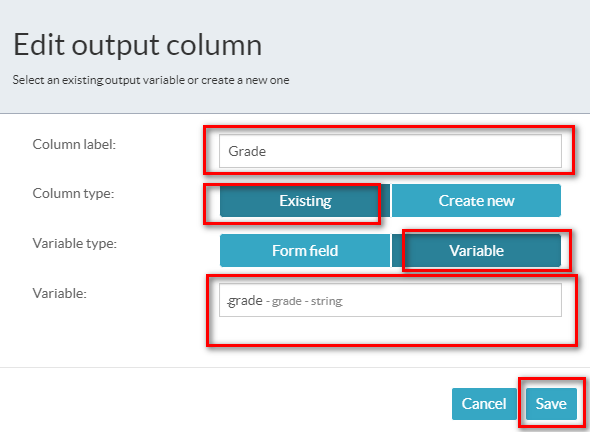 Edit output column
Select an existing output variable or create a new one
Column label:
Grade
Column type:
Existing Create new
Variable type:
Form field Variable
Variable:
.grade - grade - string
Cancel Save